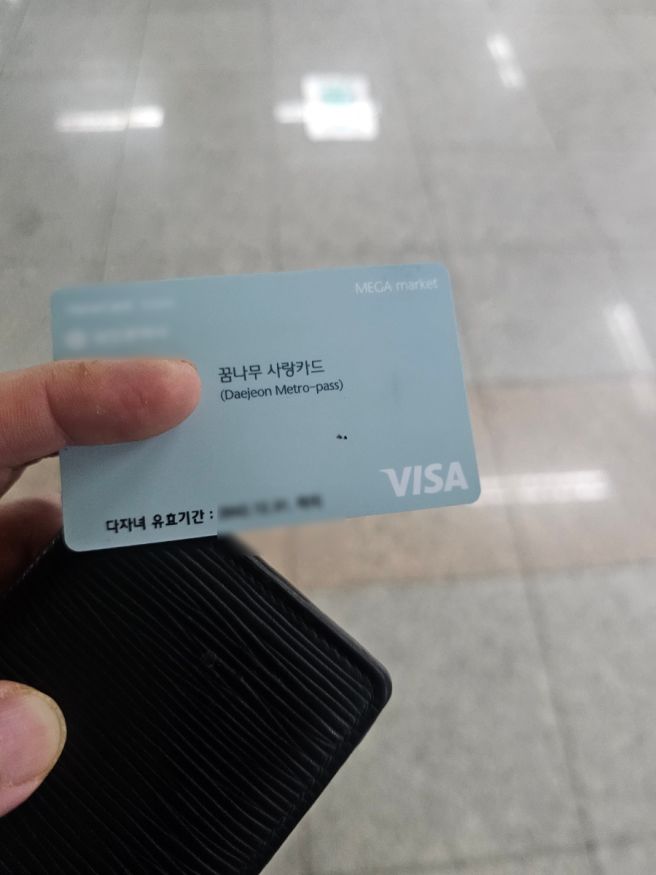 MEGA market
꿈나무 사랑카드
(Daejeon Metro-pass)
VISA
다자녀 유효기간 :